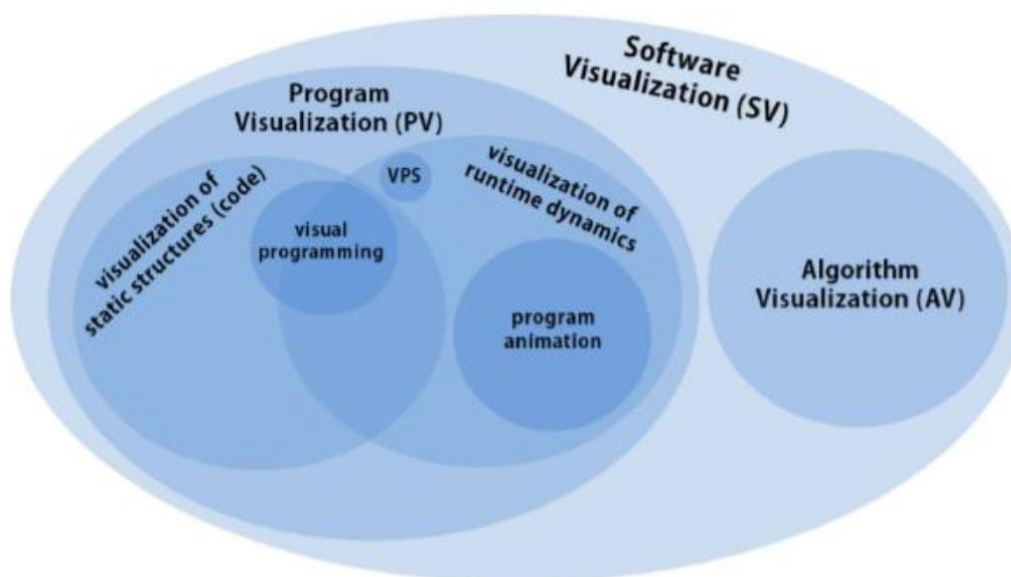 Software
Visualization (SV)
Program
Visualization (PV)
visualization of
static structures (code)
VPS
visualization of
runtime dynamics
visual
programming
program
animation
Algorithm
Visualization (AV)